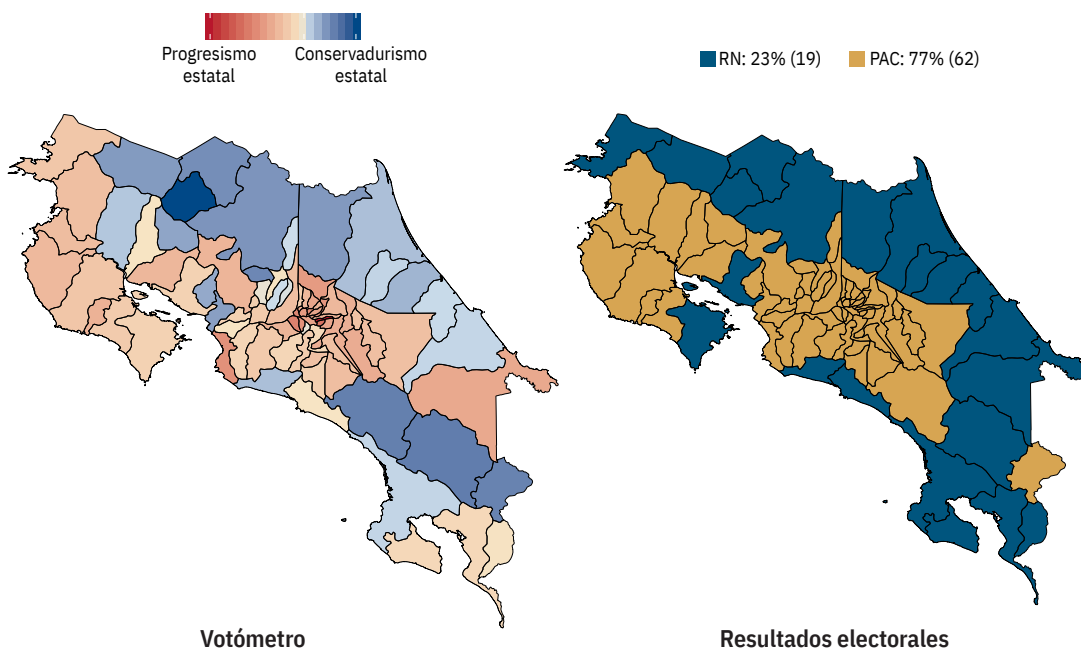 Progresismo
estatal
Conservadurismo
estatal
RN: 23% (19)
PAC: 77% (62)
Votómetro
Resultados electorales